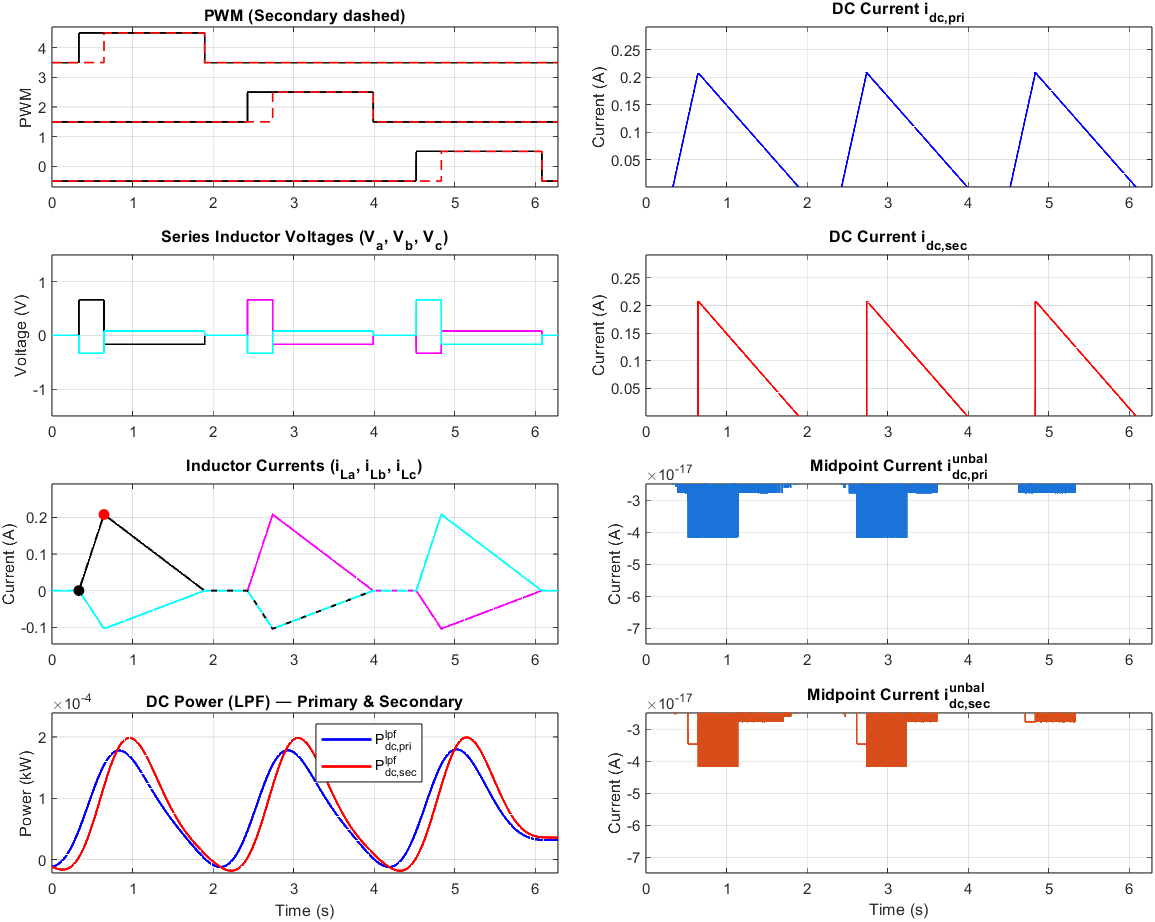 PWM (Secondary dashed)
PWM
4
3
2
1
0
0 1 2 3 4 5 6
DC Current i_dc,pri
Current (A)
0.25
0.2
0.15
0.1
0.05
0 1 2 3 4 5 6
Series Inductor Voltages (V_a, V_b, V_c)
Voltage (V)
1
0
-1
0 1 2 3 4 5 6
DC Current i_dc,sec
Current (A)
0.25
0.2
0.15
0.1
0.05
0 1 2 3 4 5 6
Inductor Currents (i_La, i_Lb, i_Lc)
Current (A)
0.2
0.1
0
-0.1
0 1 2 3 4 5 6
×10^-17
Midpoint Current i_dc,pri^unbal
Current (A)
-3
-4
-5
-6
-7
0 1 2 3 4 5 6
×10^-4
DC Power (LPF) — Primary & Secondary
Power (kW)
2
1
0
P_dc,pri^lpf
P_dc,sec^lpf
0 1 2 3 4 5 6
Time (s)
×10^-17
Midpoint Current i_dc,sec^unbal
Current (A)
-3
-4
-5
-6
-7
0 1 2 3 4 5 6
Time (s)